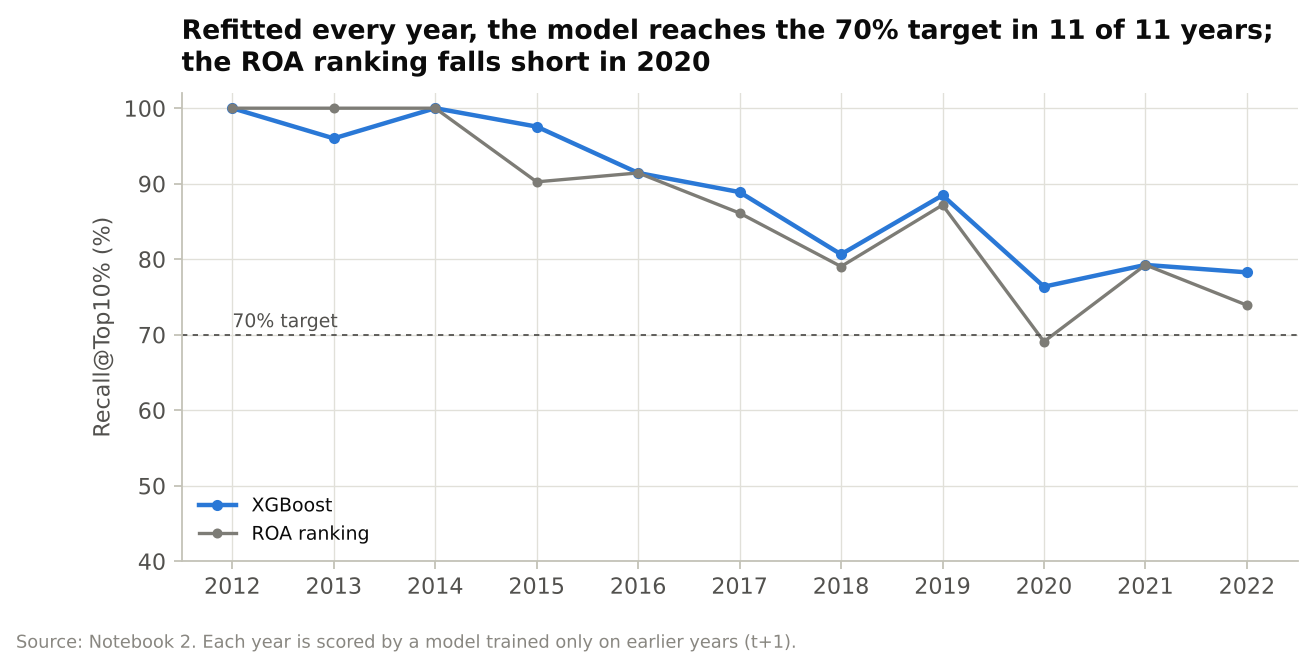 Refitted every year, the model reaches the 70% target in 11 of 11 years;
the ROA ranking falls short in 2020
Recall@Top10% (%)
100
90
80
70
60
50
40
70% target
XGBoost
ROA ranking
2012 2013 2014 2015 2016 2017 2018 2019 2020 2021 2022
Source: Notebook 2. Each year is scored by a model trained only on earlier years (t+1).